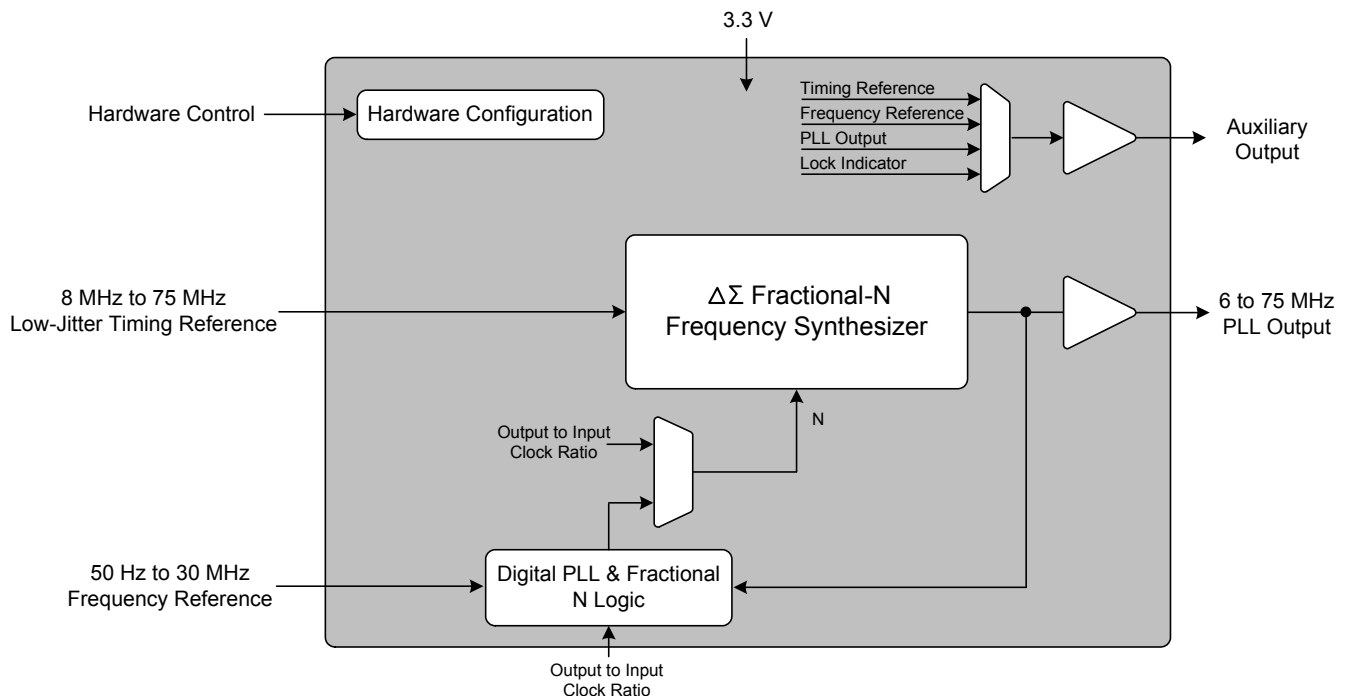 3.3 V
Hardware Control
Hardware Configuration
Timing Reference
Frequency Reference
PLL Output
Lock Indicator
Auxiliary
Output
8 MHz to 75 MHz
Low-Jitter Timing Reference
ΔΣ Fractional-N
Frequency Synthesizer
6 to 75 MHz
PLL Output
N
Output to Input
Clock Ratio
50 Hz to 30 MHz
Frequency Reference
Digital PLL & Fractional
N Logic
Output to Input
Clock Ratio